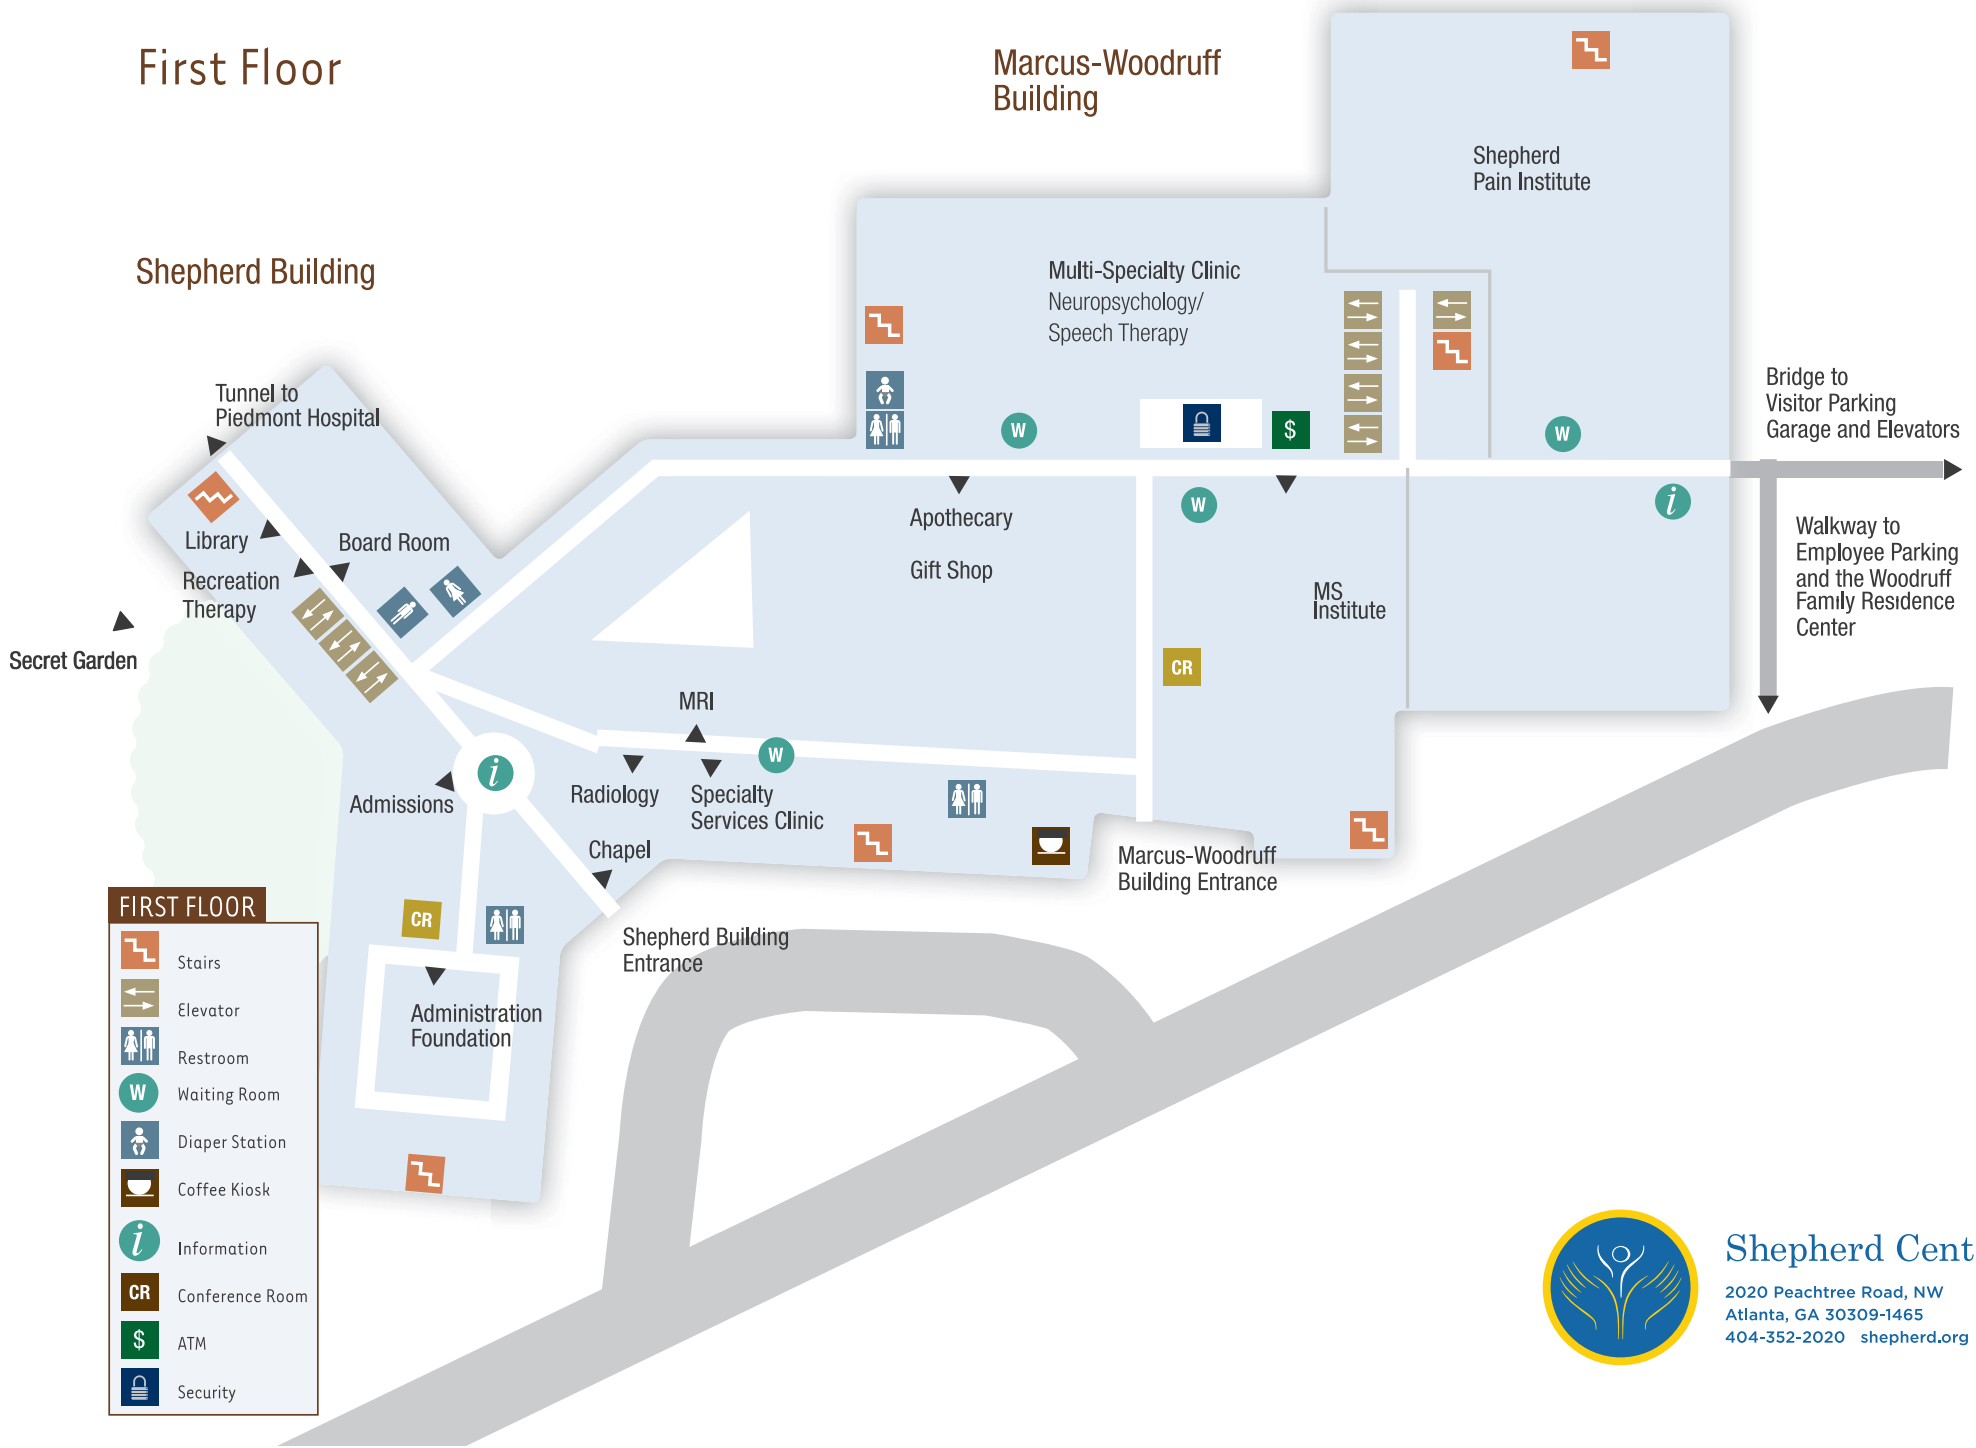 First Floor
Marcus-Woodruff
Building
Shepherd
Pain Institute
Shepherd Building
Multi-Specialty Clinic
Neuropsychology/
Speech Therapy
Tunnel to
Piedmont Hospital
Bridge to
Visitor Parking
Garage and Elevators
W
$
W
Library
Board Room
Apothecary
W
i
Walkway to
Employee Parking
and the Woodruff
Family Residence
Center
Recreation
Therapy
Gift Shop
MS
Institute
Secret Garden
CR
MRI
W
i
Admissions
Radiology
Specialty
Services Clinic
Chapel
Marcus-Woodruff
Building Entrance
CR
Shepherd Building
Entrance
Administration
Foundation
FIRST FLOOR
Stairs
Elevator
Restroom
W Waiting Room
Diaper Station
Coffee Kiosk
i Information
CR Conference Room
$ ATM
Security
Shepherd Cent
2020 Peachtree Road, NW
Atlanta, GA 30309-1465
404-352-2020 shepherd.org